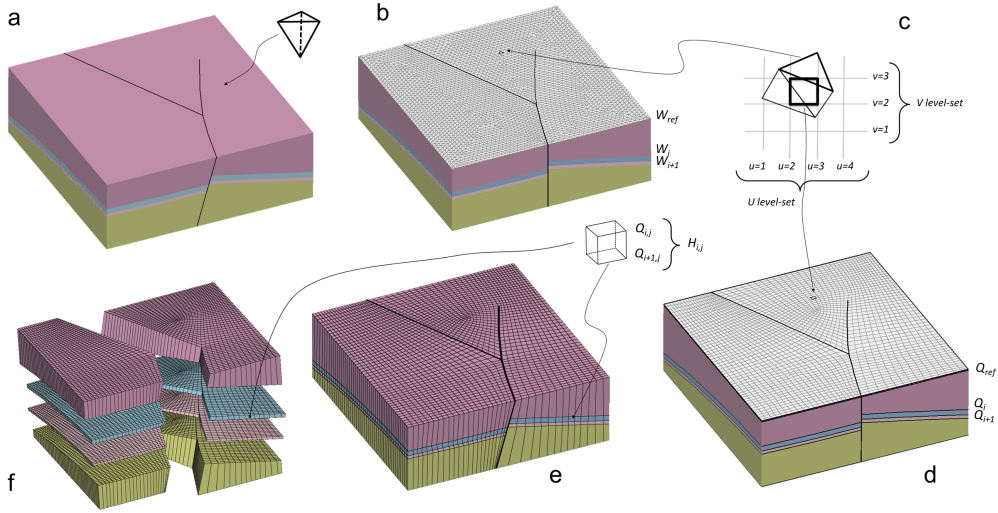 a
b
c
W_ref
W_i
W_i+1
v=3
v=2
v=1
V level-set
u=1 u=2 u=3 u=4
U level-set
Q_i,j
Q_i+1,j
H_i,j
Q_ref
Q_i
Q_i+1
f
e
d